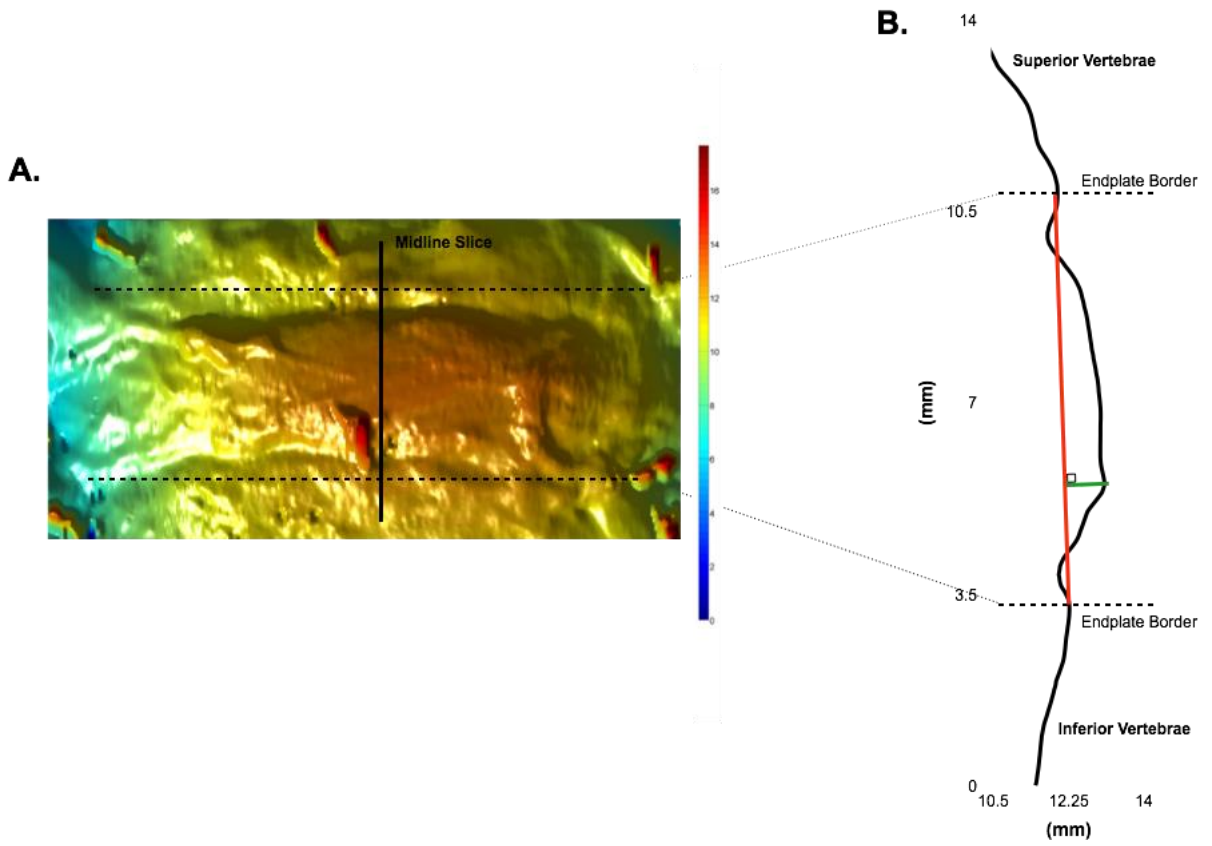 A.
Midline Slice
16
14
12
10
8
6
4
2
0
B.
14
Superior Vertebrae
Endplate Border
10.5
(mm)
7
3.5
Endplate Border
Inferior Vertebrae
0
10.5 12.25 14
(mm)